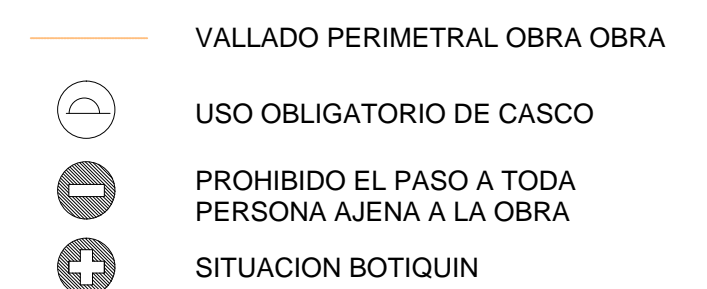 VALLADO PERIMETRAL OBRA OBRA
USO OBLIGATORIO DE CASCO
PROHIBIDO EL PASO A TODA
PERSONA AJENA A LA OBRA
SITUACION BOTIQUIN